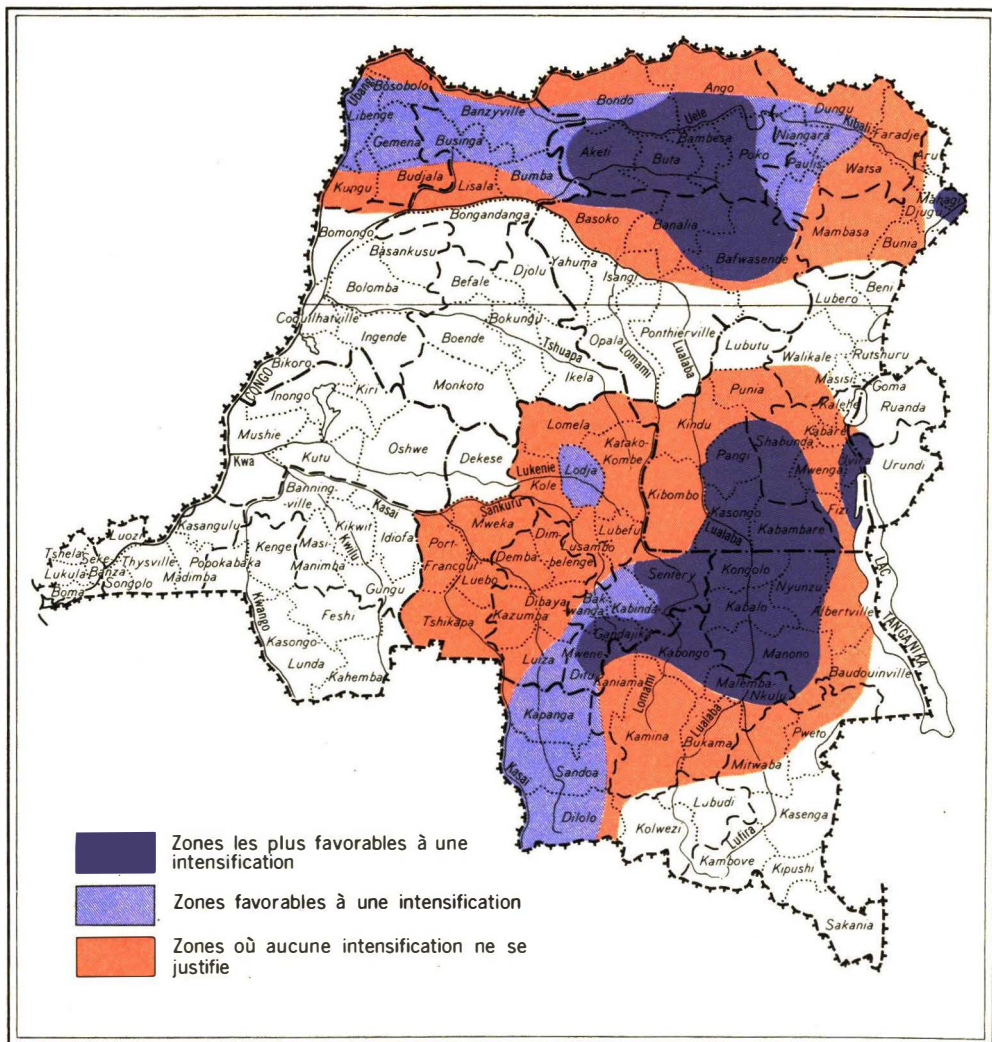 Ubangi
Bosobolo
Libenge
Gemena
Banzyville
Businga
Kungu
Budjala
Lisala
Bumba
Bondo
Ango
Uele
Aketi
Buta
Bambesa
Poko
Dungu
Niangara
Kibali
Faradje
Paulis
Watsa
Aru
Mahagi
Djugu
Basoko
Banalia
Bafwasende
Mambasa
Bunia
Bomongo
Bongandanga
Basankusu
Bolomba
Befale
Djolu
Yahuma
Isangi
Beni
Lubero
Coquilhatville
Ingende
Boende
Bokungu
Tshuapa
Ikela
Opala
Lomami
Ponthierville
Lualaba
Lubutu
Walikale
Rutshuru
Bikoro
Kiri
Monkoto
CONGO
Inongo
Mushie
Kutu
Oshwe
Dekese
Kwa
Lomela
Katako-
Kombe
Kindu
Punia
Masisi
Goma
Kalehe
Ruanda
Kabare
Shabunda
Pangi
Mwenga
Uvira
Urundi
Lukenie
Lodja
Kole
Kibombo
Kasongo
Fizi
Banning-
ville
Kasai
Sankuru
Mweka
Lubefu
Lualaba
Kabambare
Kasangulu
Kikwit
Idiofa
Port-
Francqui
Dim-
belenge
Lusambo
Demba
Luozi
Tshela
Seke-
Banza
Lukula
Boma
Songolo
Thysville
Madimba
Popokabaka
Kenge
Masi-
Manimba
Kwilu
Gungu
Luebo
Sentery
Kongolo
Nyunzu
Bak-
wanga
Kabinda
Dibaya
Kazumba
Tshikapa
Kwango
Feshi
Kasongo
Lunda
Kahemba
Luiza
Gandajika
Mwene-
Ditu
Kabongo
Kabalo
Manono
Albertville
LAC
TANGANIKA
Kaniama
Lomami
Malemba-
Nkulu
Baudouinville
Kapanga
Kamina
Lualaba
Bukama
Pweto
Mitwaba
Kasai
Sandoa
Dilolo
Lubudi
Kasenga
Kolwezi
Lufira
Kambove
Kipushi
Sakania
Zones les plus favorables à une
intensification
Zones favorables à une intensification
Zones où aucune intensification ne se
justifie